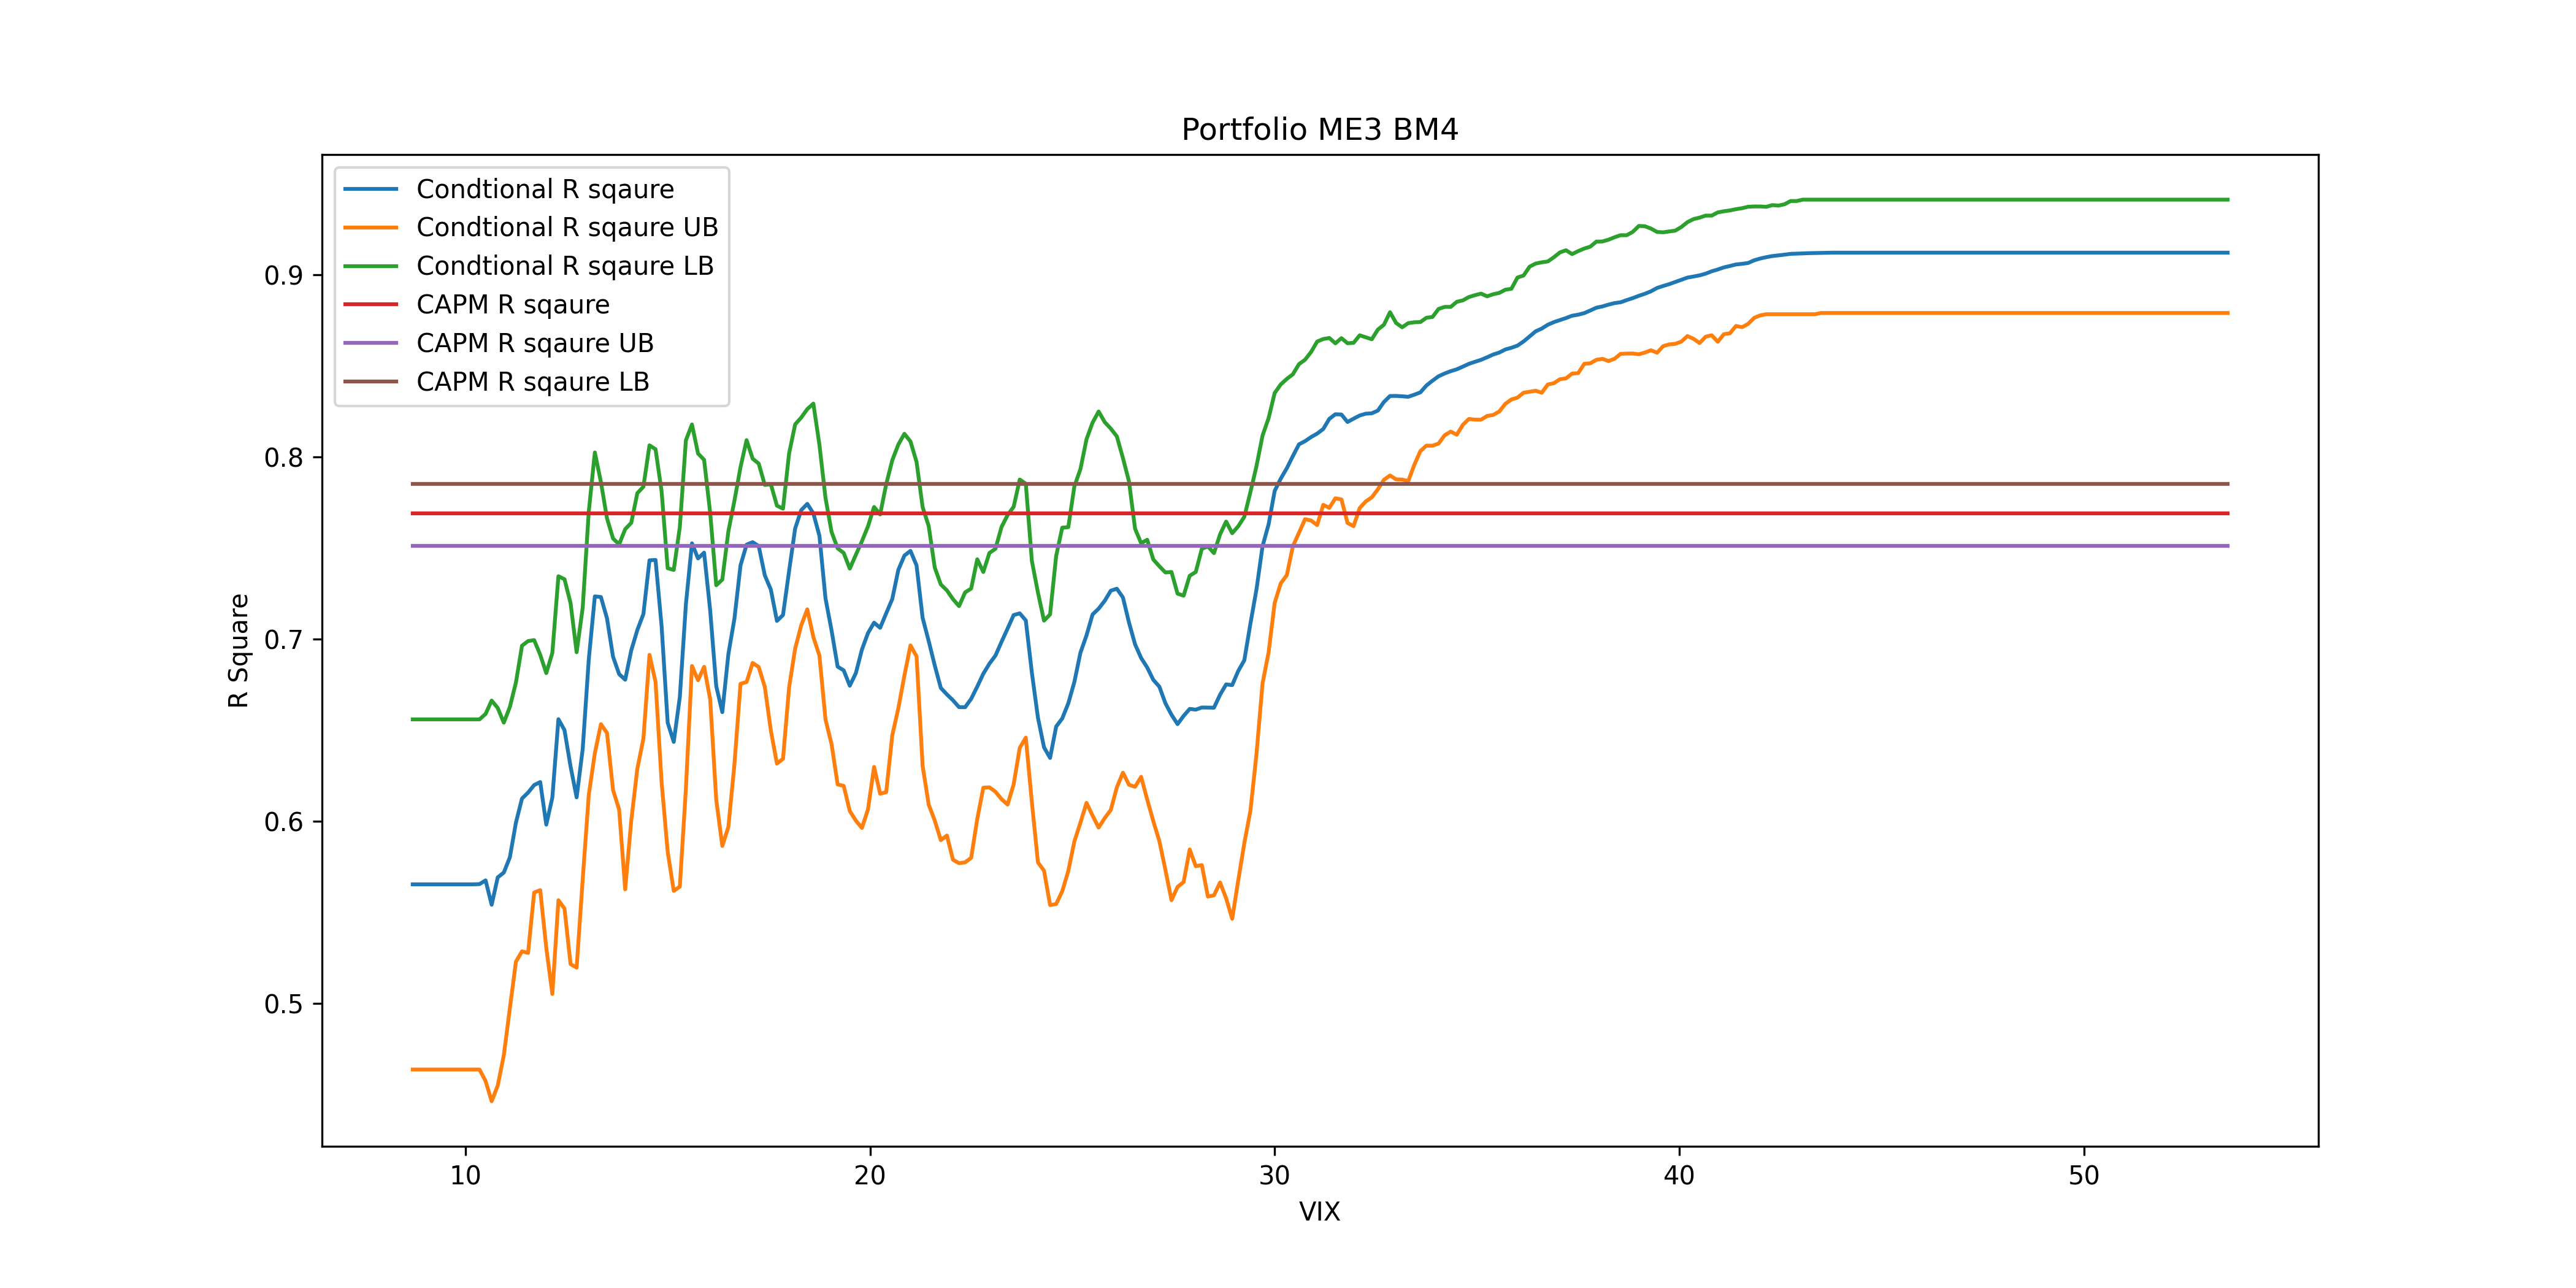 Portfolio ME3 BM4
Condtional R sqaure
Condtional R sqaure UB
Condtional R sqaure LB
CAPM R sqaure
CAPM R sqaure UB
CAPM R sqaure LB
0.9
0.8
0.7
0.6
0.5
R Square
10
20
30
40
50
VIX